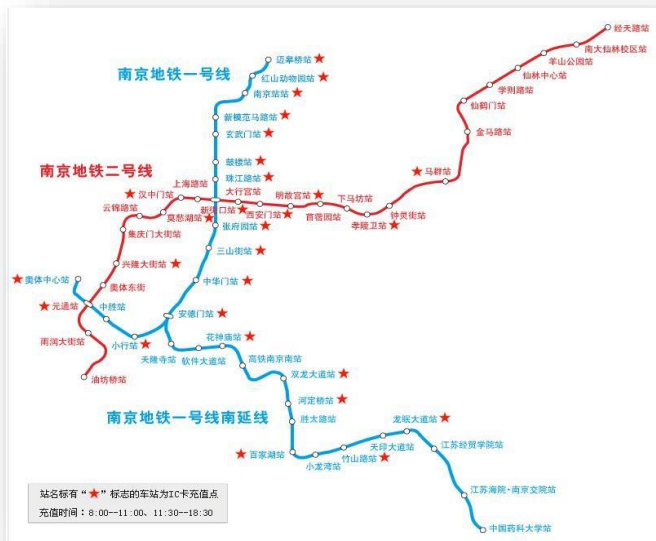 经天路站
南大仙林校区站
羊山公园站
仙林中心站
学则路站
仙鹤门站
金马路站
马群站
南京地铁一号线
迈皋桥站
红山动物园站
南京站站
新模范马路站
玄武门站
鼓楼站
珠江路站
南京地铁二号线
上海路站
大行宫站
明故宫站
下马坊站
汉中门站
云锦路站
莫愁湖站
新街口站
西安门站
苜蓿园站
孝陵卫站
钟灵街站
张府园站
集庆门大街站
三山街站
兴隆大街站
中华门站
奥体中心站
奥体东街
元通站
中胜站
安德门站
雨润大街站
小行站
天隆寺站
软件大道站
花神庙站
高铁南京南站
油坊桥站
双龙大道站
河定桥站
南京地铁一号线南延线
胜太路站
百家湖站
小龙湾站
竹山路站
天印大道站
龙眠大道站
江苏经贸学院站
江苏海院·南京交院站
中国药科大学站
站名标有“★”标志的车站为IC卡充值点
充值时间：8:00--11:00、11:30--18:30